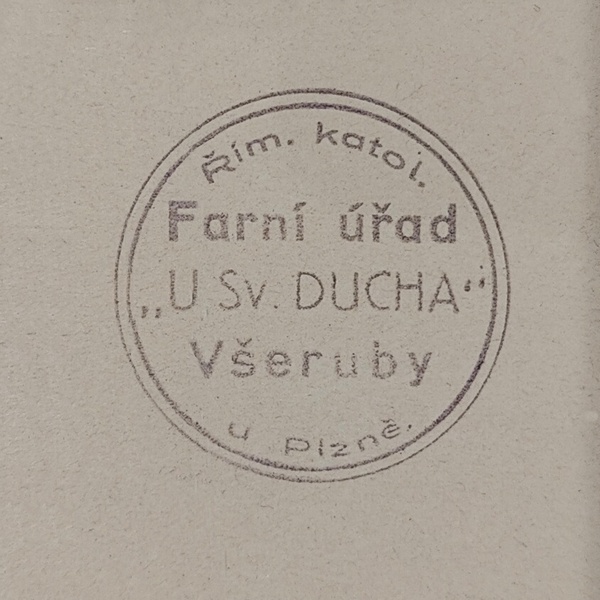 Řím. katol.
Farní úřad
„U Sv. DUCHA“
Všeruby
u Plzně.